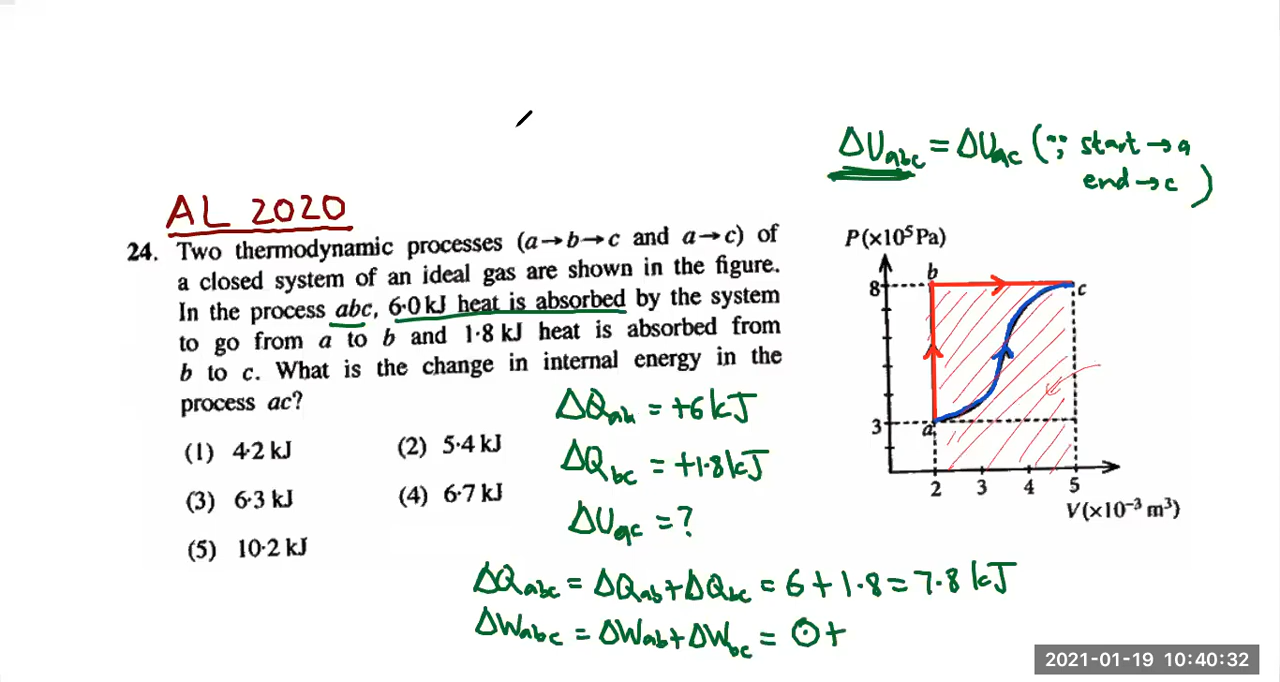 ΔU_abc = ΔU_ac (∵ start → a
end → c )
AL 2020
24. Two thermodynamic processes (a→b→c and a→c) of
a closed system of an ideal gas are shown in the figure.
In the process abc, 6·0 kJ heat is absorbed by the system
to go from a to b and 1·8 kJ heat is absorbed from
b to c. What is the change in internal energy in the
process ac?
(1) 4·2 kJ
(2) 5·4 kJ
(3) 6·3 kJ
(4) 6·7 kJ
(5) 10·2 kJ
P(×10⁵ Pa)
b
8
c
3
a
2 3 4 5
V(×10⁻³ m³)
ΔQ_ab = +6 kJ
ΔQ_bc = +1.8 kJ
ΔU_ac = ?
ΔQ_abc = ΔQ_ab + ΔQ_bc = 6 + 1.8 = 7.8 kJ
ΔW_abc = ΔW_ab + ΔW_bc = 0 +
2021-01-19 10:40:32